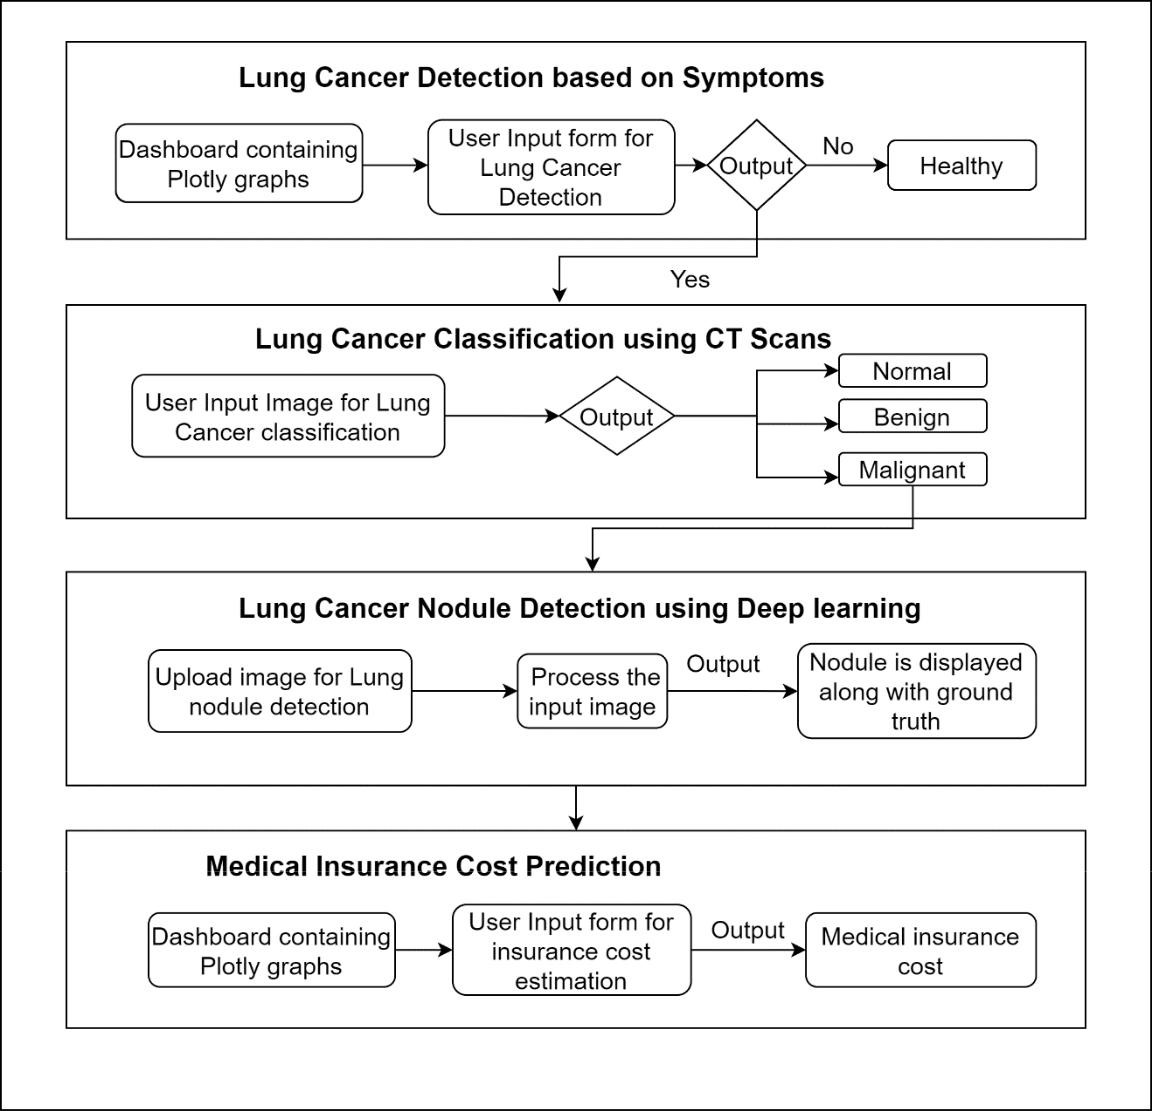 Lung Cancer Detection based on Symptoms
Dashboard containing
Plotly graphs
User Input form for
Lung Cancer
Detection
Output
No
Healthy
Yes
Lung Cancer Classification using CT Scans
User Input Image for Lung
Cancer classification
Output
Normal
Benign
Malignant
Lung Cancer Nodule Detection using Deep learning
Upload image for Lung
nodule detection
Process the
input image
Output
Nodule is displayed
along with ground
truth
Medical Insurance Cost Prediction
Dashboard containing
Plotly graphs
User Input form for
insurance cost
estimation
Output
Medical insurance
cost